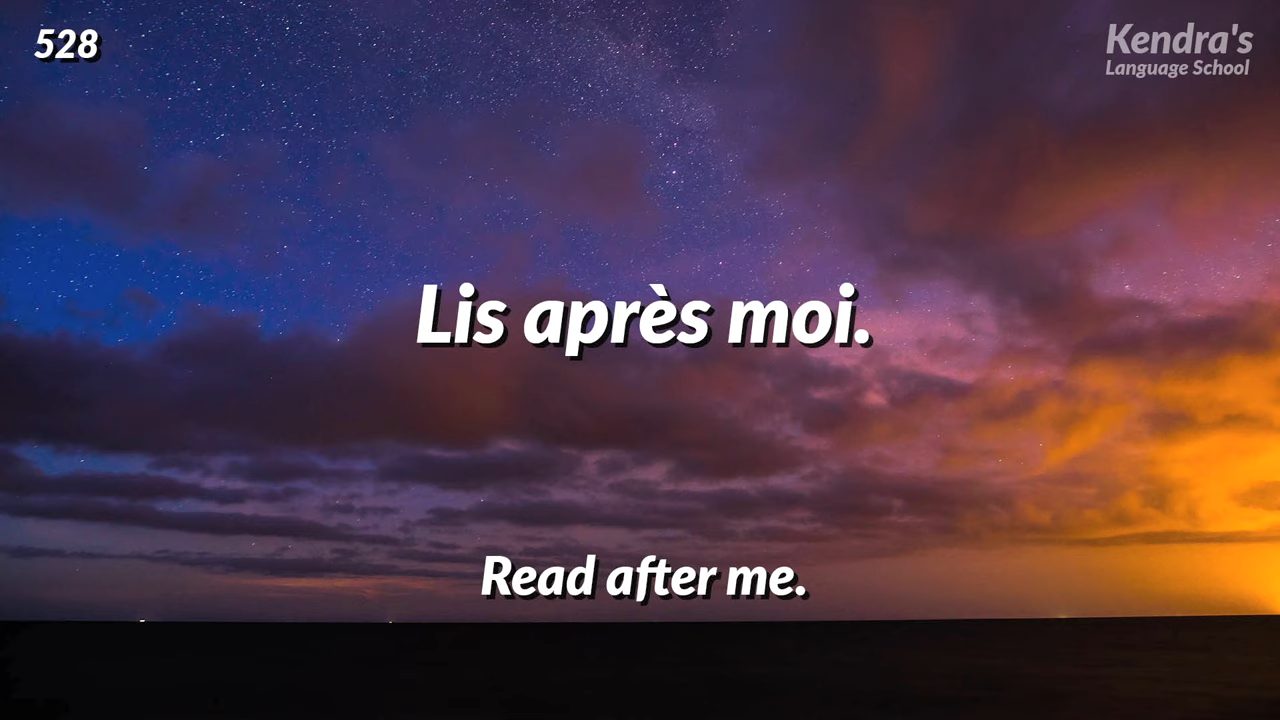 528
Kendra's
Language School
Lis après moi.
Read after me.